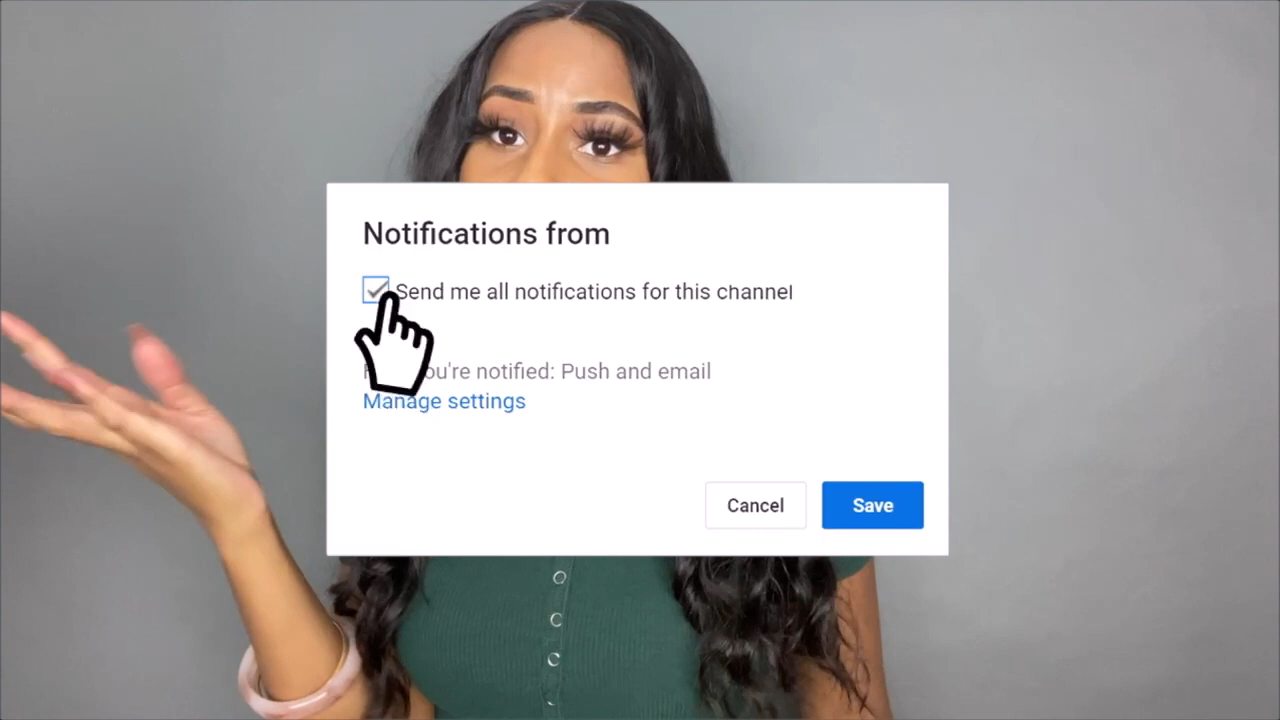 Notifications from
Send me all notifications for this channel
you're notified: Push and email
Manage settings
Cancel
Save